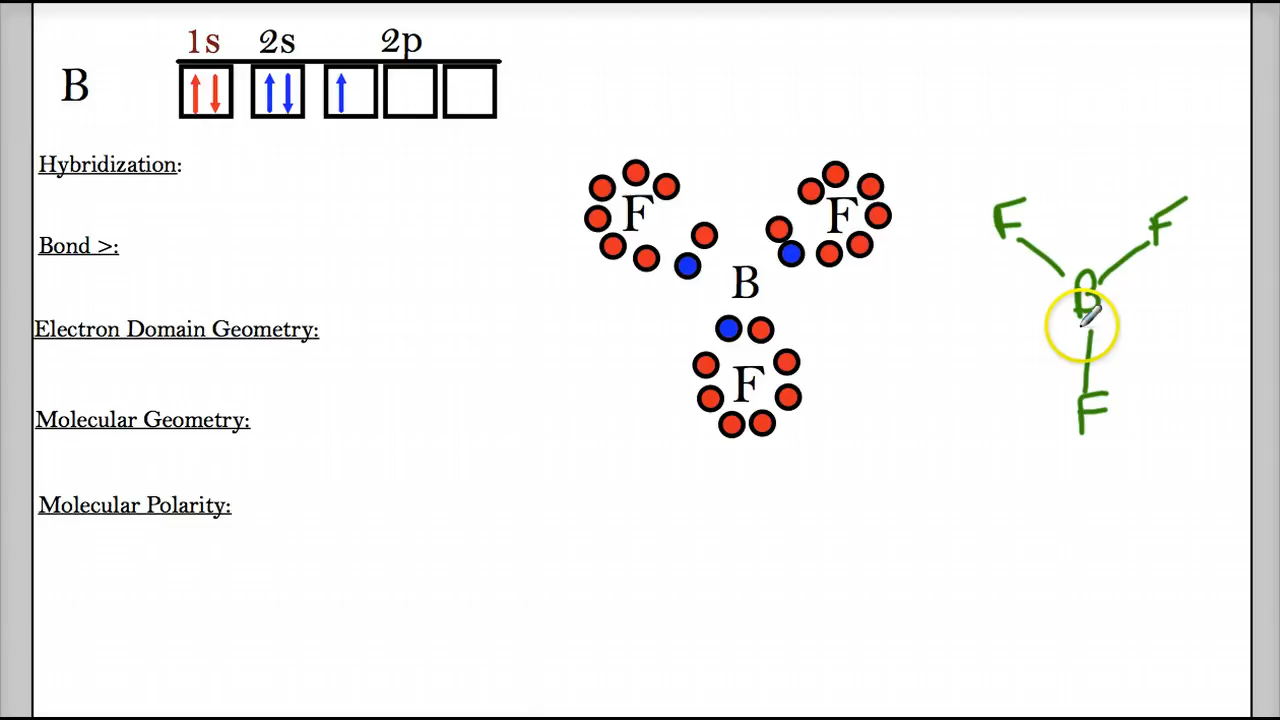 1s 2s 2p
B
Hybridization:
Bond >:
Electron Domain Geometry:
Molecular Geometry:
Molecular Polarity:
F F
B
F
F F
B
F